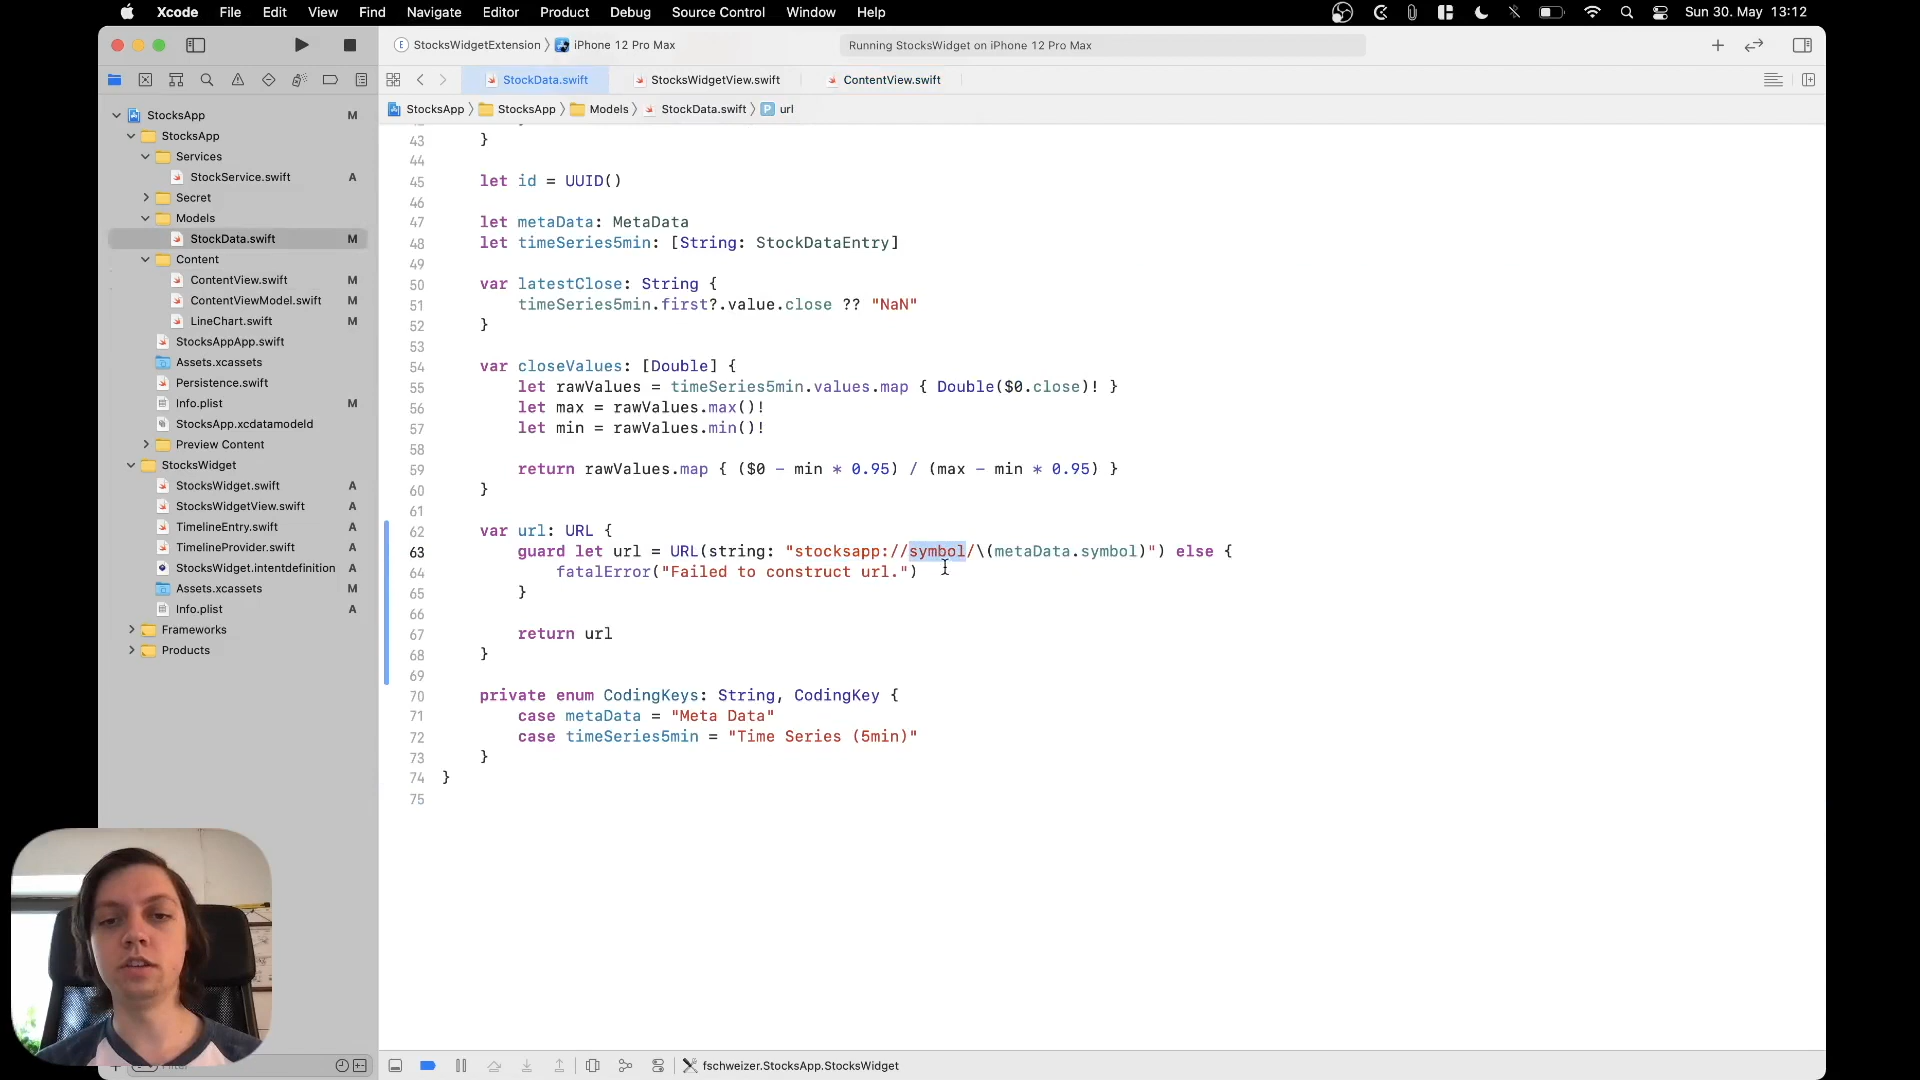 Xcode File Edit View Find Navigate Editor Product Debug Source Control Window Help Sun 30. May 13:12
StocksWidgetExtension iPhone 12 Pro Max Running StocksWidget on iPhone 12 Pro Max
StockData.swift StocksWidgetView.swift ContentView.swift
StocksApp StocksApp Models StockData.swift P url
StocksApp M
StocksApp
Services
StockService.swift A
Secret
Models
StockData.swift M
Content
ContentView.swift M
ContentViewModel.swift M
LineChart.swift M
StocksAppApp.swift
Assets.xcassets
Persistence.swift
Info.plist M
StocksApp.xcdatamodeld
Preview Content
StocksWidget
StocksWidget.swift A
StocksWidgetView.swift A
TimelineEntry.swift A
TimelineProvider.swift A
StocksWidget.intentdefinition A
Assets.xcassets M
Info.plist A
Frameworks
Products
43 }
44
45 let id = UUID()
46
47 let metaData: MetaData
48 let timeSeries5min: [String: StockDataEntry]
49
50 var latestClose: String {
51 timeSeries5min.first?.value.close ?? "NaN"
52 }
53
54 var closeValues: [Double] {
55 let rawValues = timeSeries5min.values.map { Double($0.close)! }
56 let max = rawValues.max()!
57 let min = rawValues.min()!
58
59 return rawValues.map { ($0 - min * 0.95) / (max - min * 0.95) }
60 }
61
62 var url: URL {
63 guard let url = URL(string: "stocksapp://symbol/\(metaData.symbol)") else {
64 fatalError("Failed to construct url.")
65 }
66
67 return url
68 }
69
70 private enum CodingKeys: String, CodingKey {
71 case metaData = "Meta Data"
72 case timeSeries5min = "Time Series (5min)"
73 }
74 }
75
Filter
fschweizer.StocksApp.StocksWidget